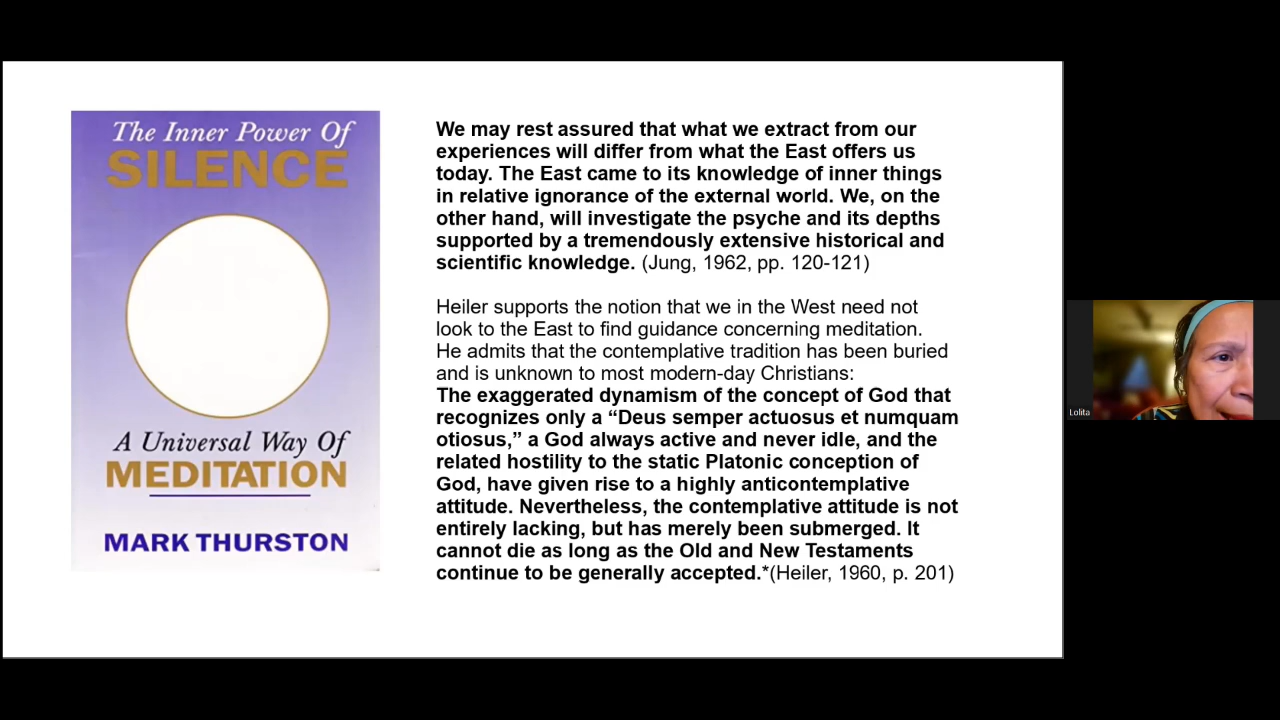 The Inner Power Of
SILENCE
A Universal Way Of
MEDITATION
MARK THURSTON
We may rest assured that what we extract from our
experiences will differ from what the East offers us
today. The East came to its knowledge of inner things
in relative ignorance of the external world. We, on the
other hand, will investigate the psyche and its depths
supported by a tremendously extensive historical and
scientific knowledge. (Jung, 1962, pp. 120-121)
Heiler supports the notion that we in the West need not
look to the East to find guidance concerning meditation.
He admits that the contemplative tradition has been buried
and is unknown to most modern-day Christians:
The exaggerated dynamism of the concept of God that
recognizes only a “Deus semper actuosus et numquam
otiosus,” a God always active and never idle, and the
related hostility to the static Platonic conception of
God, have given rise to a highly anticontemplative
attitude. Nevertheless, the contemplative attitude is not
entirely lacking, but has merely been submerged. It
cannot die as long as the Old and New Testaments
continue to be generally accepted.*(Heiler, 1960, p. 201)
Lolita